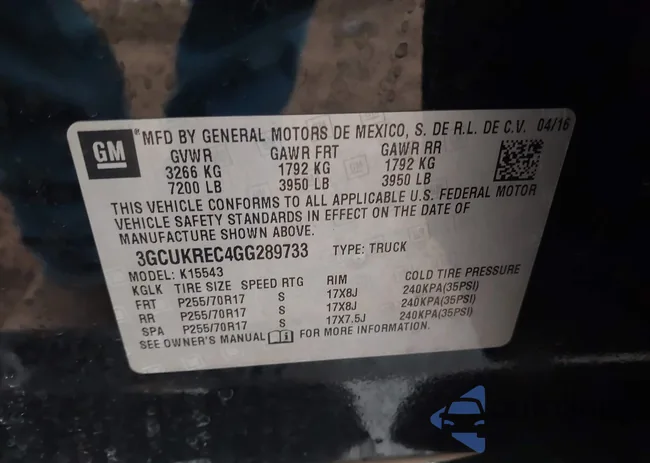 GM
MFD BY GENERAL MOTORS DE MEXICO, S. DE R.L. DE C.V. 04/16
GVWR GAWR FRT GAWR RR
3266 KG 1792 KG 1792 KG
7200 LB 3950 LB 3950 LB
THIS VEHICLE CONFORMS TO ALL APPLICABLE U.S. FEDERAL MOTOR
VEHICLE SAFETY STANDARDS IN EFFECT ON THE DATE OF
MANUFACTURE SHOWN ABOVE.
3GCUKREC4GG289733 TYPE: TRUCK
MODEL: K15543
KGLK TIRE SIZE SPEED RTG RIM COLD TIRE PRESSURE
FRT P255/70R17 S 17X8J 240KPA(35PSI)
RR P255/70R17 S 17X8J 240KPA(35PSI)
SPA P255/70R17 S 17X7.5J 240KPA(35PSI)
SEE OWNER'S MANUAL FOR MORE INFORMATION.